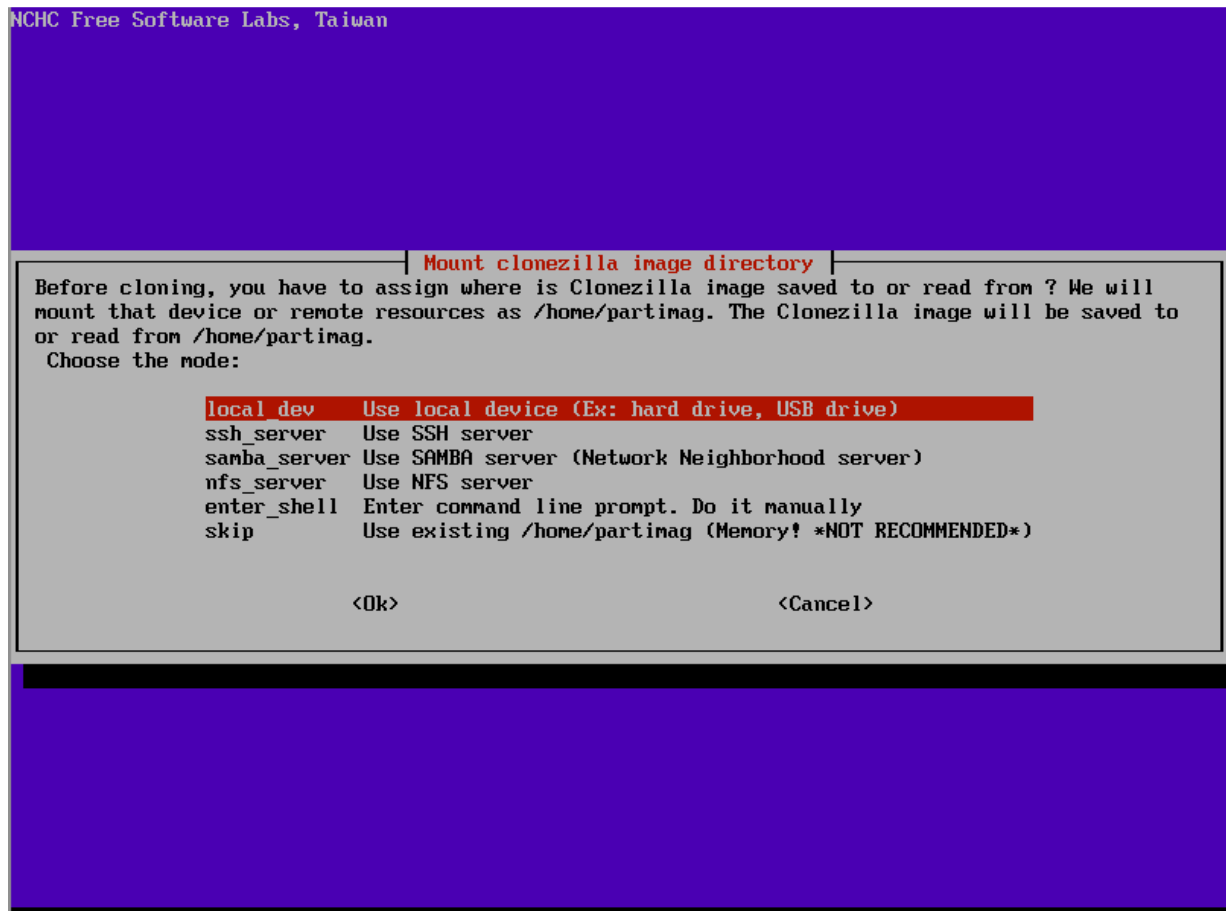 NCHC Free Software Labs, Taiwan
Mount clonezilla image directory
Before cloning, you have to assign where is Clonezilla image saved to or read from ? We will
mount that device or remote resources as /home/partimag. The Clonezilla image will be saved to
or read from /home/partimag.
Choose the mode:
local_dev Use local device (Ex: hard drive, USB drive)
ssh_server Use SSH server
samba_server Use SAMBA server (Network Neighborhood server)
nfs_server Use NFS server
enter_shell Enter command line prompt. Do it manually
skip Use existing /home/partimag (Memory! *NOT RECOMMENDED*)
<Ok> <Cancel>